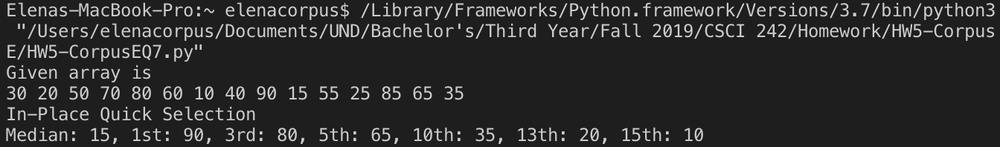 Elenas-MacBook-Pro:~ elenacorpus$ /Library/Frameworks/Python.framework/Versions/3.7/bin/python3
"/Users/elenacorpus/Documents/UND/Bachelor's/Third Year/Fall 2019/CSCI 242/Homework/HW5-Corpus
E/HW5-CorpusEQ7.py"
Given array is
30 20 50 70 80 60 10 40 90 15 55 25 85 65 35
In-Place Quick Selection
Median: 15, 1st: 90, 3rd: 80, 5th: 65, 10th: 35, 13th: 20, 15th: 10